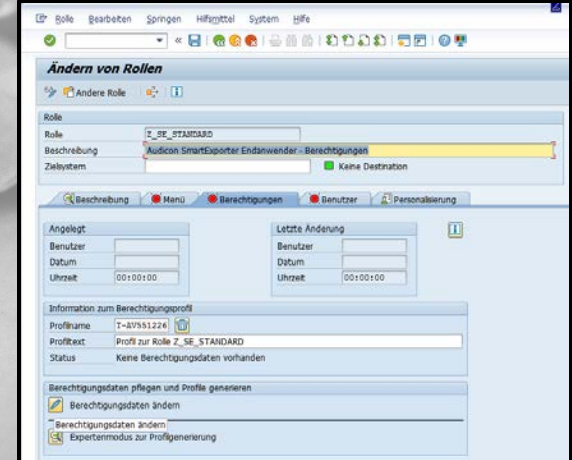 Rolle Bearbeiten Springen Hilfsmittel System Hilfe
Ändern von Rollen
Andere Rolle
Rolle
Rolle Z_SE_STANDARD
Beschreibung Audicon SmartExporter Endanwender - Berechtigungen
Zielsystem Keine Destination
Beschreibung Menü Berechtigungen Benutzer Personalisierung
Angelegt Letzte Änderung
Benutzer Benutzer
Datum Datum
Uhrzeit 00:00:00 Uhrzeit 00:00:00
Information zum Berechtigungsprofil
Profilname T-AV551226
Profiltext Profil zur Rolle Z_SE_STANDARD
Status Keine Berechtigungsdaten vorhanden
Berechtigungsdaten pflegen und Profile generieren
Berechtigungsdaten ändern
Berechtigungsdaten ändern
Expertenmodus zur Profilgenerierung